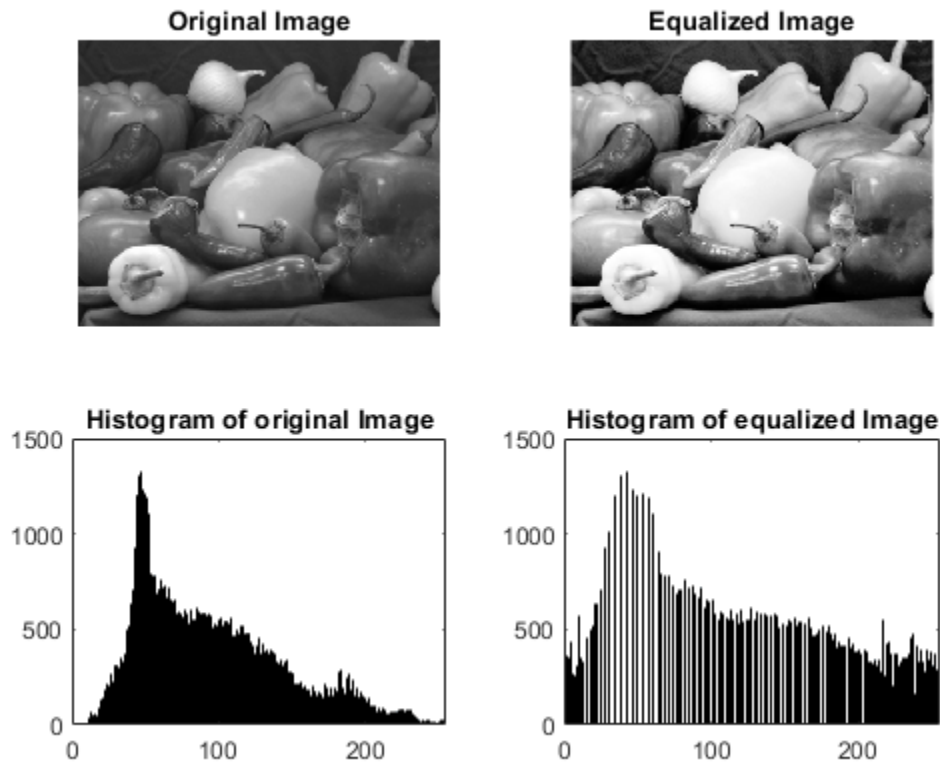 Original Image
Equalized Image
Histogram of original Image
1500
1000
500
0
0 100 200
Histogram of equalized Image
1500
1000
500
0
0 100 200